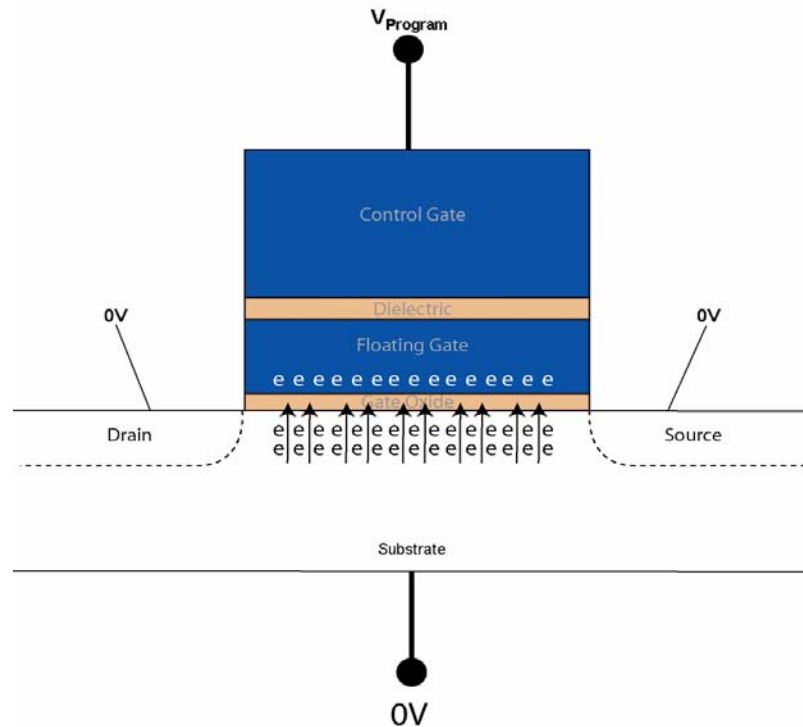 VProgram
Control Gate
Dielectric
0V
0V
Floating Gate
e e e e e e e e e e e e e e
Gate Oxide
Drain
e e e e e e e e e e e e e e
Source
e e e e e e e e e e e e e e
Substrate
0V